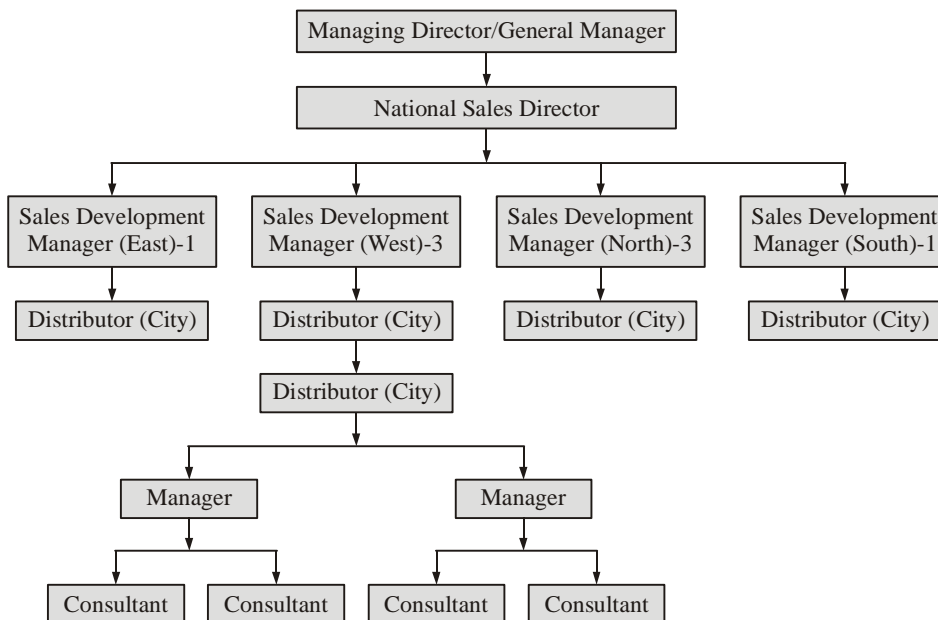 Managing Director/General Manager
National Sales Director
Sales Development
Manager (East)-1
Sales Development
Manager (West)-3
Sales Development
Manager (North)-3
Sales Development
Manager (South)-1
Distributor (City)
Distributor (City)
Distributor (City)
Distributor (City)
Distributor (City)
Manager
Manager
Consultant
Consultant
Consultant
Consultant